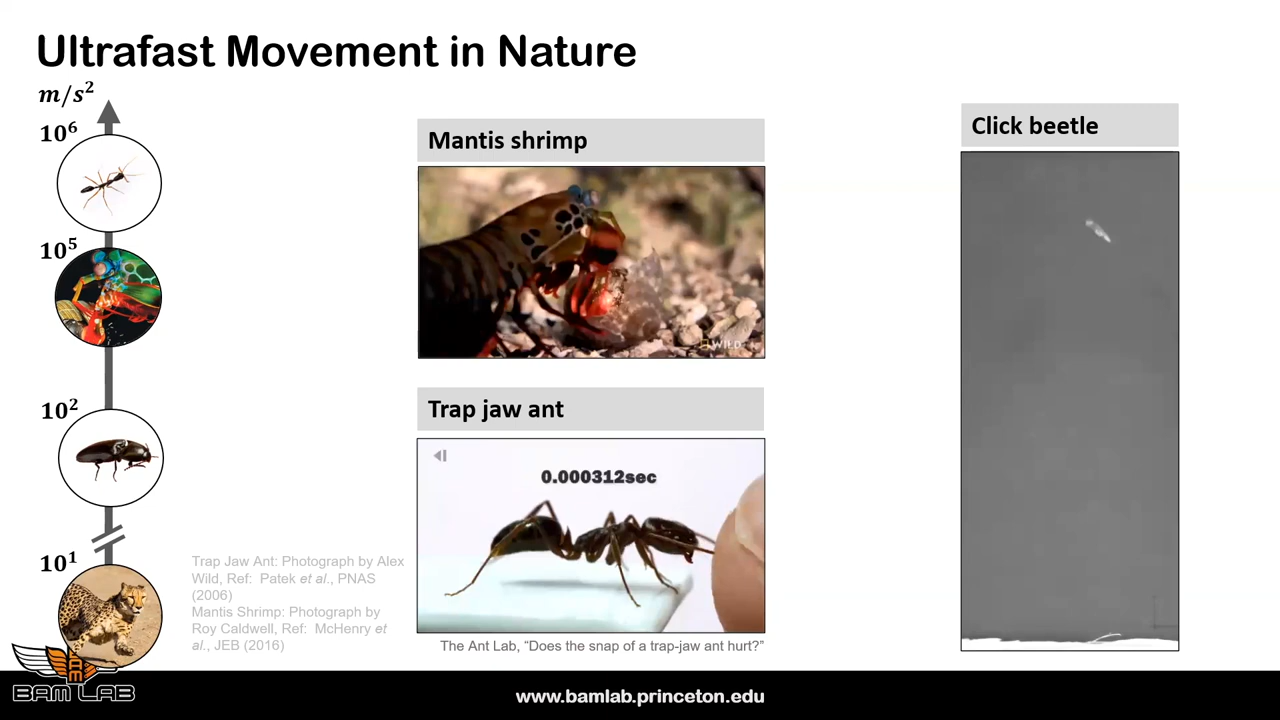 Ultrafast Movement in Nature
m/s²
10⁶
10⁵
10²
10¹
Trap Jaw Ant: Photograph by Alex
Wild, Ref: Patek et al., PNAS
(2006)
Mantis Shrimp: Photograph by
Roy Caldwell, Ref: McHenry et
al., JEB (2016)
Mantis shrimp
WILD
Trap jaw ant
0.000312sec
The Ant Lab, “Does the snap of a trap-jaw ant hurt?”
Click beetle
BAM LAB
www.bamlab.princeton.edu